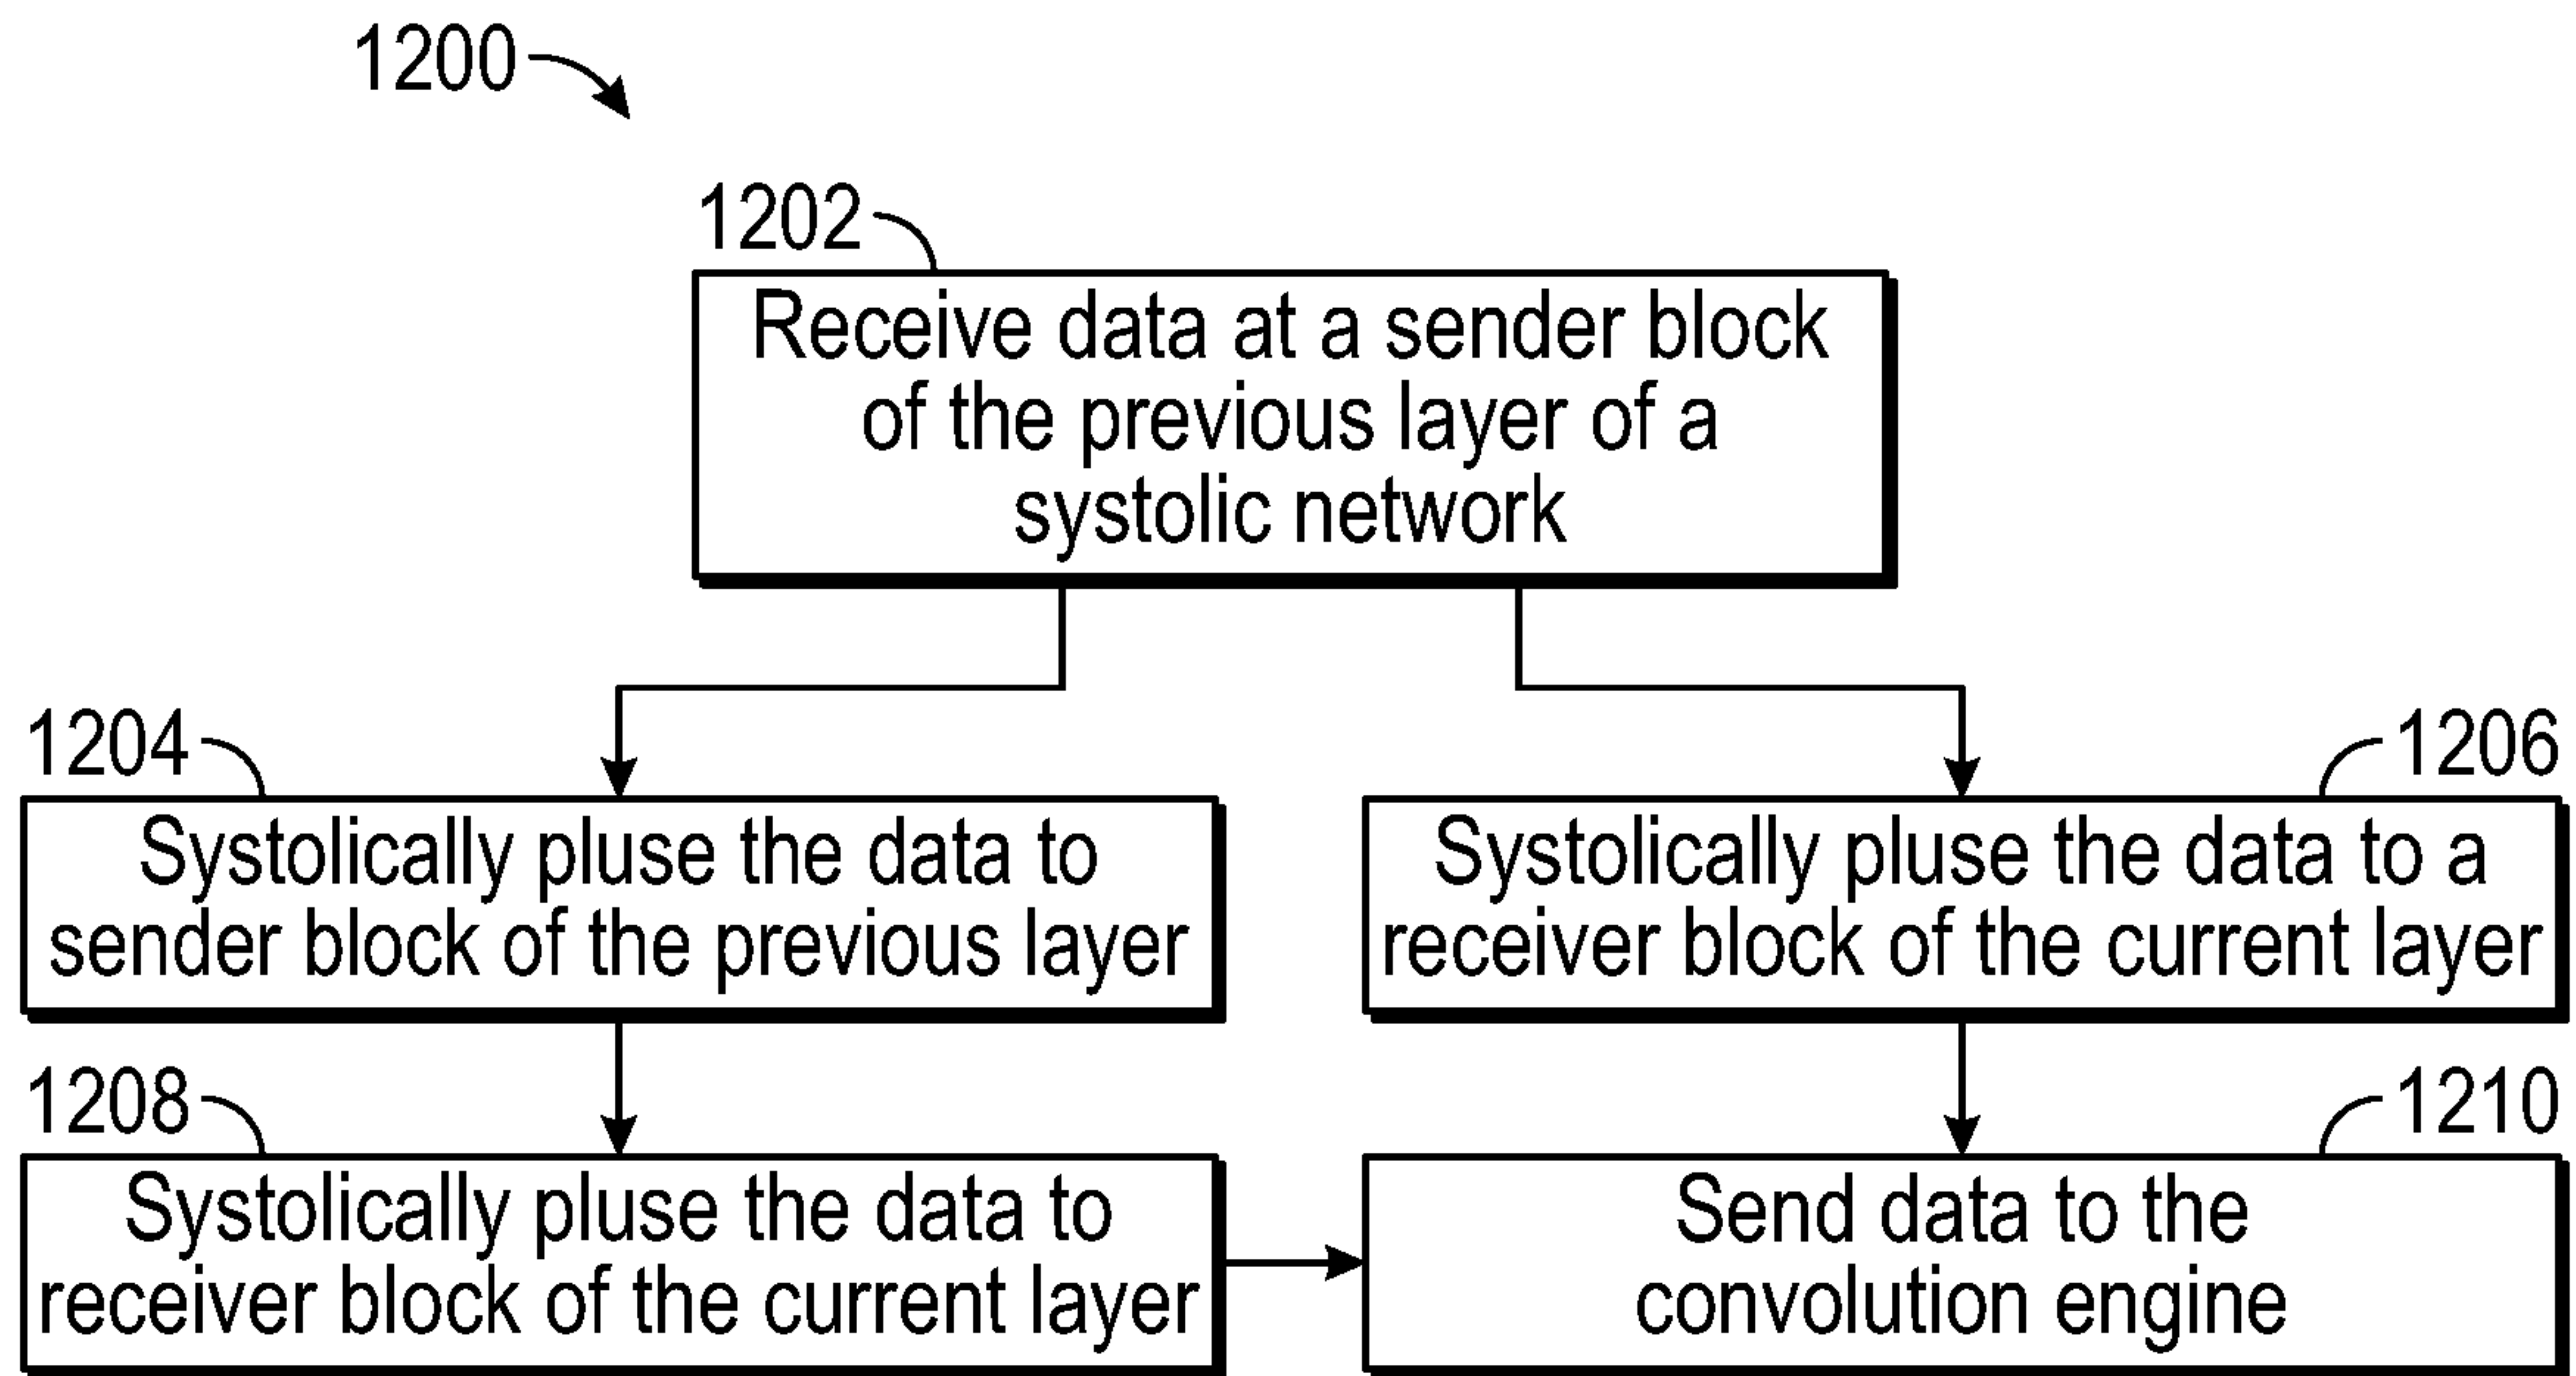 1200
1202
Receive data at a sender block
of the previous layer of a
systolic network
1204
Systolically pluse the data to
sender block of the previous layer
1206
Systolically pluse the data to a
receiver block of the current layer
1208
Systolically pluse the data to
receiver block of the current layer
1210
Send data to the
convolution engine